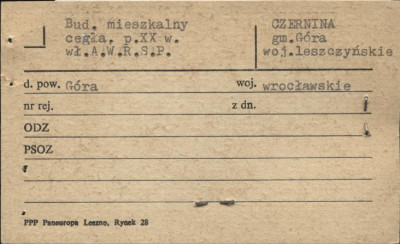 Bud. mieszkalny
cegła. p.XX w.
wł.A.W.R.S.P.
CZERNINA
gm.Góra
woj.leszczyńskie
d. pow. Góra woj. wrocławskie
nr rej. z dn.
ODZ
PSOZ
PPP Paneuropa Leszno, Rynek 28